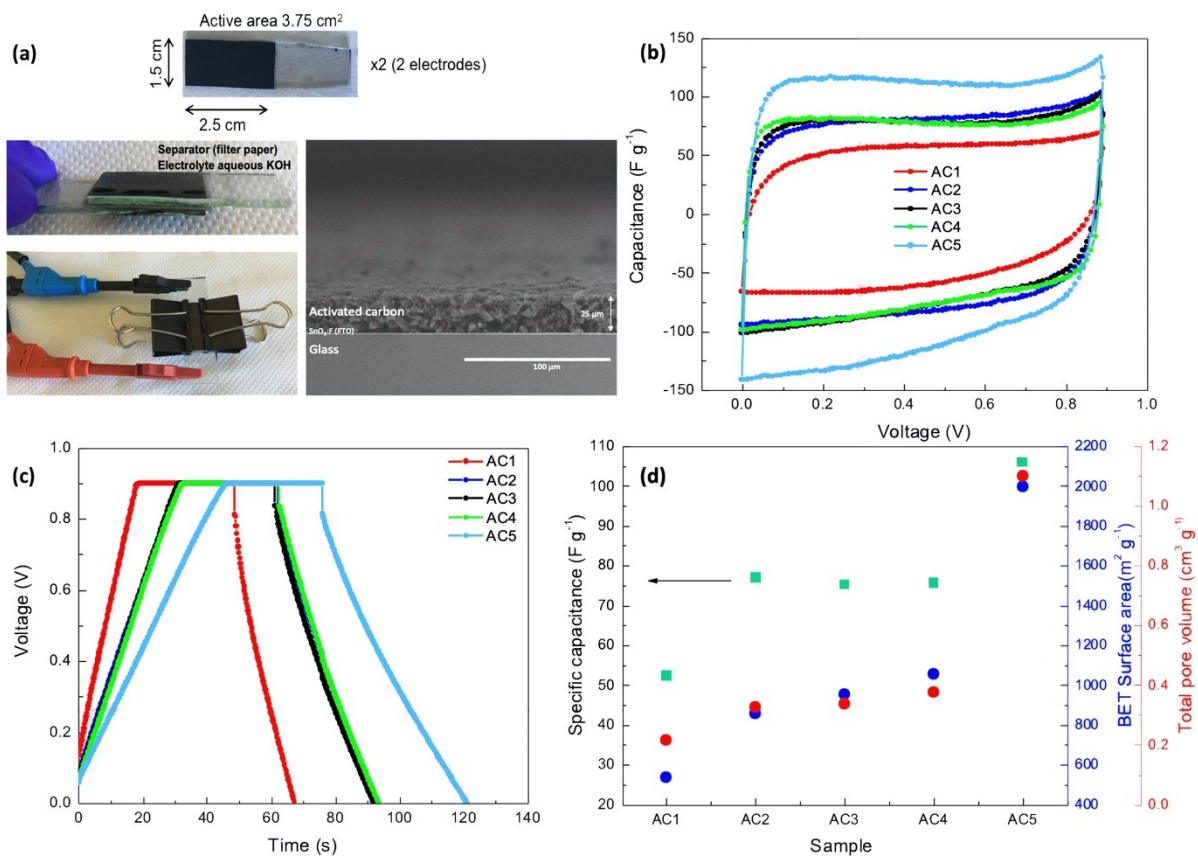 (a)
Active area 3.75 cm²
1.5 cm
x2 (2 electrodes)
2.5 cm
Separator (filter paper)
Electrolyte aqueous KOH
Activated carbon
25 µm
SnO₂:F (FTO)
Glass
100 µm
(b)
Capacitance (F g⁻¹)
150
100
50
0
-50
-100
-150
AC1
AC2
AC3
AC4
AC5
0.0 0.2 0.4 0.6 0.8 1.0
Voltage (V)
(c)
Voltage (V)
1.0
0.8
0.6
0.4
0.2
0.0
AC1
AC2
AC3
AC4
AC5
0 20 40 60 80 100 120 140
Time (s)
(d)
Specific capacitance (F g⁻¹)
110
100
90
80
70
60
50
40
30
20
AC1 AC2 AC3 AC4 AC5
Sample
2200
2000
1800
1600
1400
1200
1000
800
600
400
BET Surface area(m² g⁻¹)
1.2
1.0
0.8
0.6
0.4
0.2
0.0
Total pore volume (cm³ g⁻¹)